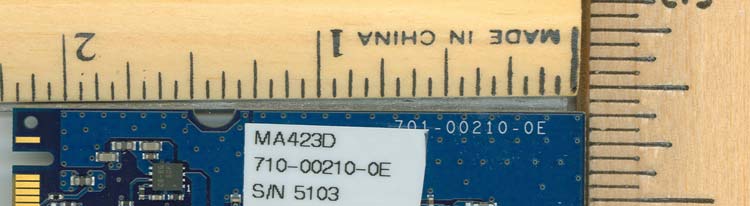 2 1 MADE IN CHINA
701-00210-0E
MA423D
710-00210-0E
S/N 5103